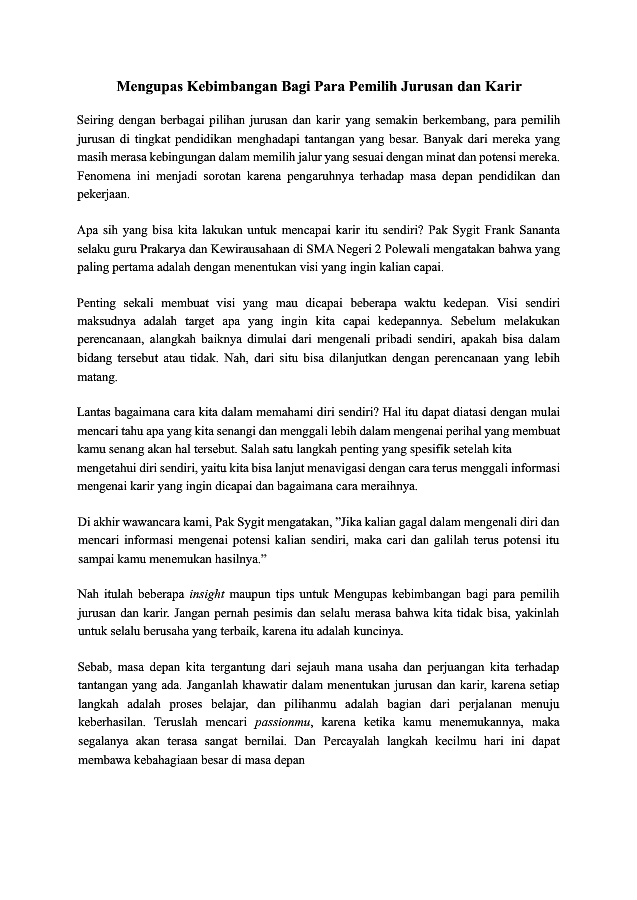 Mengupas Kebimbangan Bagi Para Pemilih Jurusan dan Karir
Seiring dengan berbagai pilihan jurusan dan karir yang semakin berkembang, para pemilih
jurusan di tingkat pendidikan menghadapi tantangan yang besar. Banyak dari mereka yang
masih merasa kebingungan dalam memilih jalur yang sesuai dengan minat dan potensi mereka.
Fenomena ini menjadi sorotan karena pengaruhnya terhadap masa depan pendidikan dan
pekerjaan.
Apa sih yang bisa kita lakukan untuk mencapai karir itu sendiri? Pak Sygit Frank Sananta
selaku guru Prakarya dan Kewirausahaan di SMA Negeri 2 Polewali mengatakan bahwa yang
paling pertama adalah dengan menentukan visi yang ingin kalian capai.
Penting sekali membuat visi yang mau dicapai beberapa waktu kedepan. Visi sendiri
maksudnya adalah target apa yang ingin kita capai kedepannya. Sebelum melakukan
perencanaan, alangkah baiknya dimulai dari mengenali pribadi sendiri, apakah bisa dalam
bidang tersebut atau tidak. Nah, dari situ bisa dilanjutkan dengan perencanaan yang lebih
matang.
Lantas bagaimana cara kita dalam memahami diri sendiri? Hal itu dapat diatasi dengan mulai
mencari tahu apa yang kita senangi dan menggali lebih dalam mengenai perihal yang membuat
kamu senang akan hal tersebut. Salah satu langkah penting yang spesifik setelah kita
mengetahui diri sendiri, yaitu kita bisa lanjut menavigasi dengan cara terus menggali informasi
mengenai karir yang ingin dicapai dan bagaimana cara meraihnya.
Di akhir wawancara kami, Pak Sygit mengatakan, ”Jika kalian gagal dalam mengenali diri dan
mencari informasi mengenai potensi kalian sendiri, maka cari dan galilah terus potensi itu
sampai kamu menemukan hasilnya.”
Nah itulah beberapa insight maupun tips untuk Mengupas kebimbangan bagi para pemilih
jurusan dan karir. Jangan pernah pesimis dan selalu merasa bahwa kita tidak bisa, yakinlah
untuk selalu berusaha yang terbaik, karena itu adalah kuncinya.
Sebab, masa depan kita tergantung dari sejauh mana usaha dan perjuangan kita terhadap
tantangan yang ada. Janganlah khawatir dalam menentukan jurusan dan karir, karena setiap
langkah adalah proses belajar, dan pilihanmu adalah bagian dari perjalanan menuju
keberhasilan. Teruslah mencari passionmu, karena ketika kamu menemukannya, maka
segalanya akan terasa sangat bernilai. Dan Percayalah langkah kecilmu hari ini dapat
membawa kebahagiaan besar di masa depan